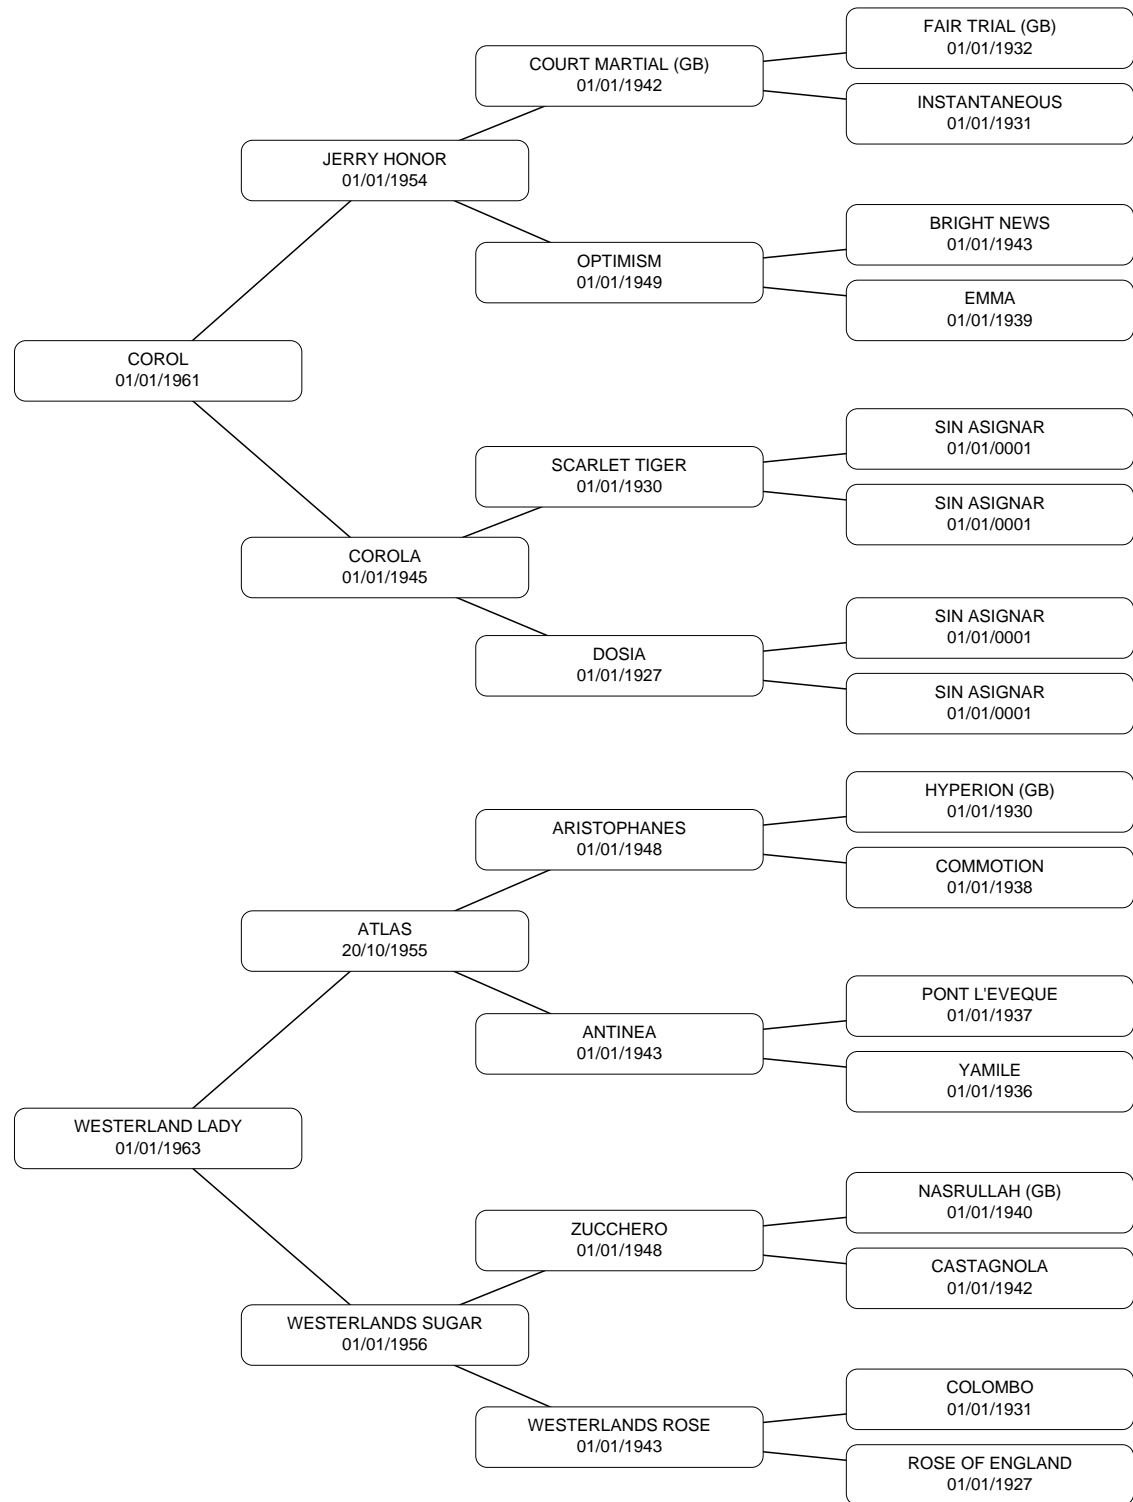 FAIR TRIAL (GB)
01/01/1932
COURT MARTIAL (GB)
01/01/1942
INSTANTANEOUS
01/01/1931
JERRY HONOR
01/01/1954
BRIGHT NEWS
01/01/1943
OPTIMISM
01/01/1949
EMMA
01/01/1939
COROL
01/01/1961
SIN ASIGNAR
01/01/0001
SCARLET TIGER
01/01/1930
SIN ASIGNAR
01/01/0001
COROLA
01/01/1945
SIN ASIGNAR
01/01/0001
DOSIA
01/01/1927
SIN ASIGNAR
01/01/0001
HYPERION (GB)
01/01/1930
ARISTOPHANES
01/01/1948
COMMOTION
01/01/1938
ATLAS
20/10/1955
PONT L'EVEQUE
01/01/1937
ANTINEA
01/01/1943
YAMILE
01/01/1936
WESTERLAND LADY
01/01/1963
NASRULLAH (GB)
01/01/1940
ZUCCHERO
01/01/1948
CASTAGNOLA
01/01/1942
WESTERLANDS SUGAR
01/01/1956
COLOMBO
01/01/1931
WESTERLANDS ROSE
01/01/1943
ROSE OF ENGLAND
01/01/1927